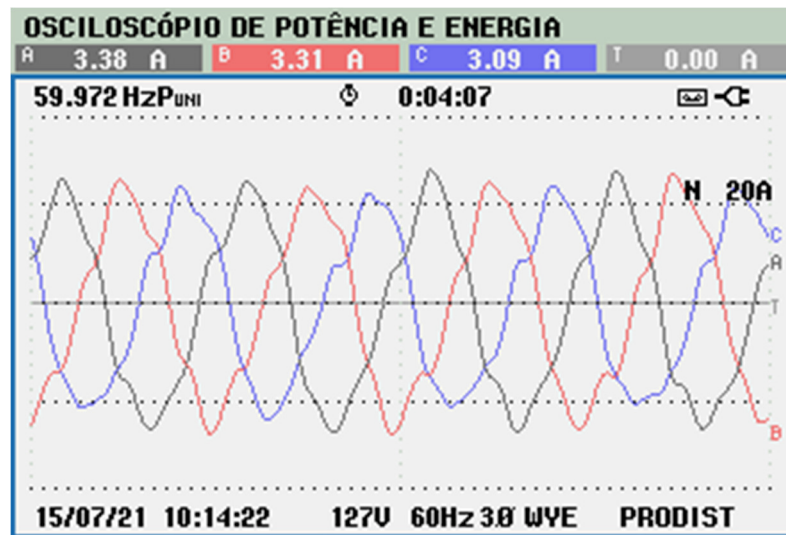 OSCILOSCÓPIO DE POTÊNCIA E ENERGIA
A 3.38 A B 3.31 A C 3.09 A T 0.00 A
59.972 HzPUNI 0:04:07
N 20A
C
A
T
B
15/07/21 10:14:22 127V 60Hz 3Ø WYE PRODIST